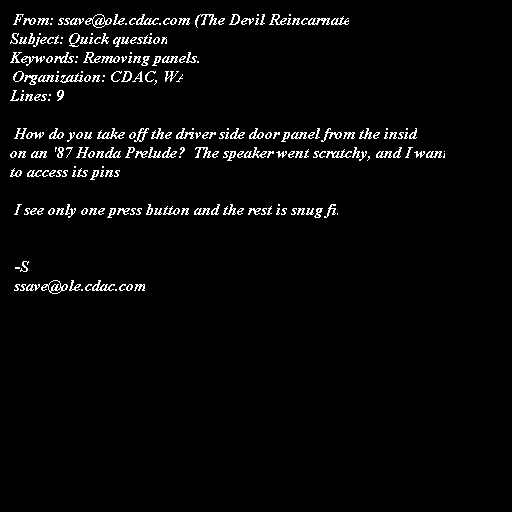 From: ssave@ole.cdac.com (The Devil Reincarnate
Subject: Quick question
Keywords: Removing panels.
Organization: CDAC, WA
Lines: 9
How do you take off the driver side door panel from the insid
on an '87 Honda Prelude? The speaker went scratchy, and I want
to access its pins
I see only one press button and the rest is snug fi.
-S
ssave@ole.cdac.com